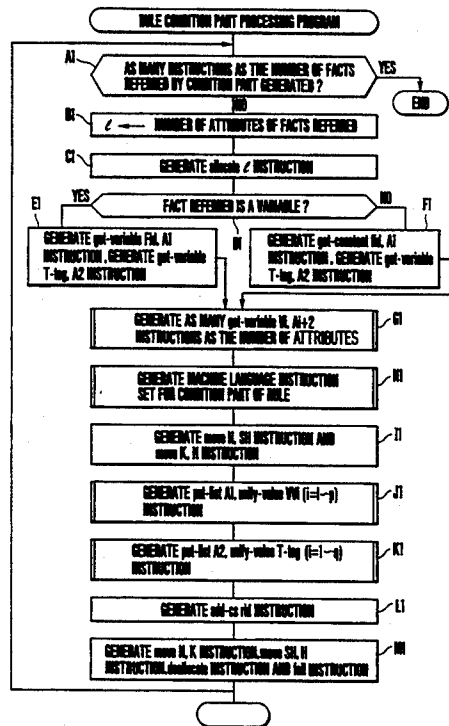 RULE CONDITION PART PROCESSING PROGRAM
A1
AS MANY INSTRUCTIONS AS THE NUMBER OF FACTS
REFERRED BY CONDITION PART GENERATED ?
YES
END
NO
B1
ℓ ← NUMBER OF ATTRIBUTES OF FACTS REFERRED
C1
GENERATE allocate ℓ INSTRUCTION
YES
FACT REFERRED IS A VARIABLE ?
NO
D1
E1
GENERATE get-variable Fid, A1
INSTRUCTION, GENERATE get-variable
T-tag, A2 INSTRUCTION
F1
GENERATE get-constant fid, A1
INSTRUCTION, GENERATE get-variable
T-tag, A2 INSTRUCTION
G1
GENERATE AS MANY get-variable Vi, Ai+2
INSTRUCTIONS AS THE NUMBER OF ATTRIBUTES
H1
GENERATE MACHINE LANGUAGE INSTRUCTION
SET FOR CONDITION PART OF RULE
I1
GENERATE move H, SH INSTRUCTION AND
move K, H INSTRUCTION
J1
GENERATE put-list A1, unify-value VVi (i=1~p)
INSTRUCTION
K1
GENERATE put-list A2, unify-value T-tag (i=1~q)
INSTRUCTION
L1
GENERATE add-cs rid INSTRUCTION
GENERATE move H, K INSTRUCTION, move SH, H
INSTRUCTION, deallocate INSTRUCTION AND fail INSTRUCTION